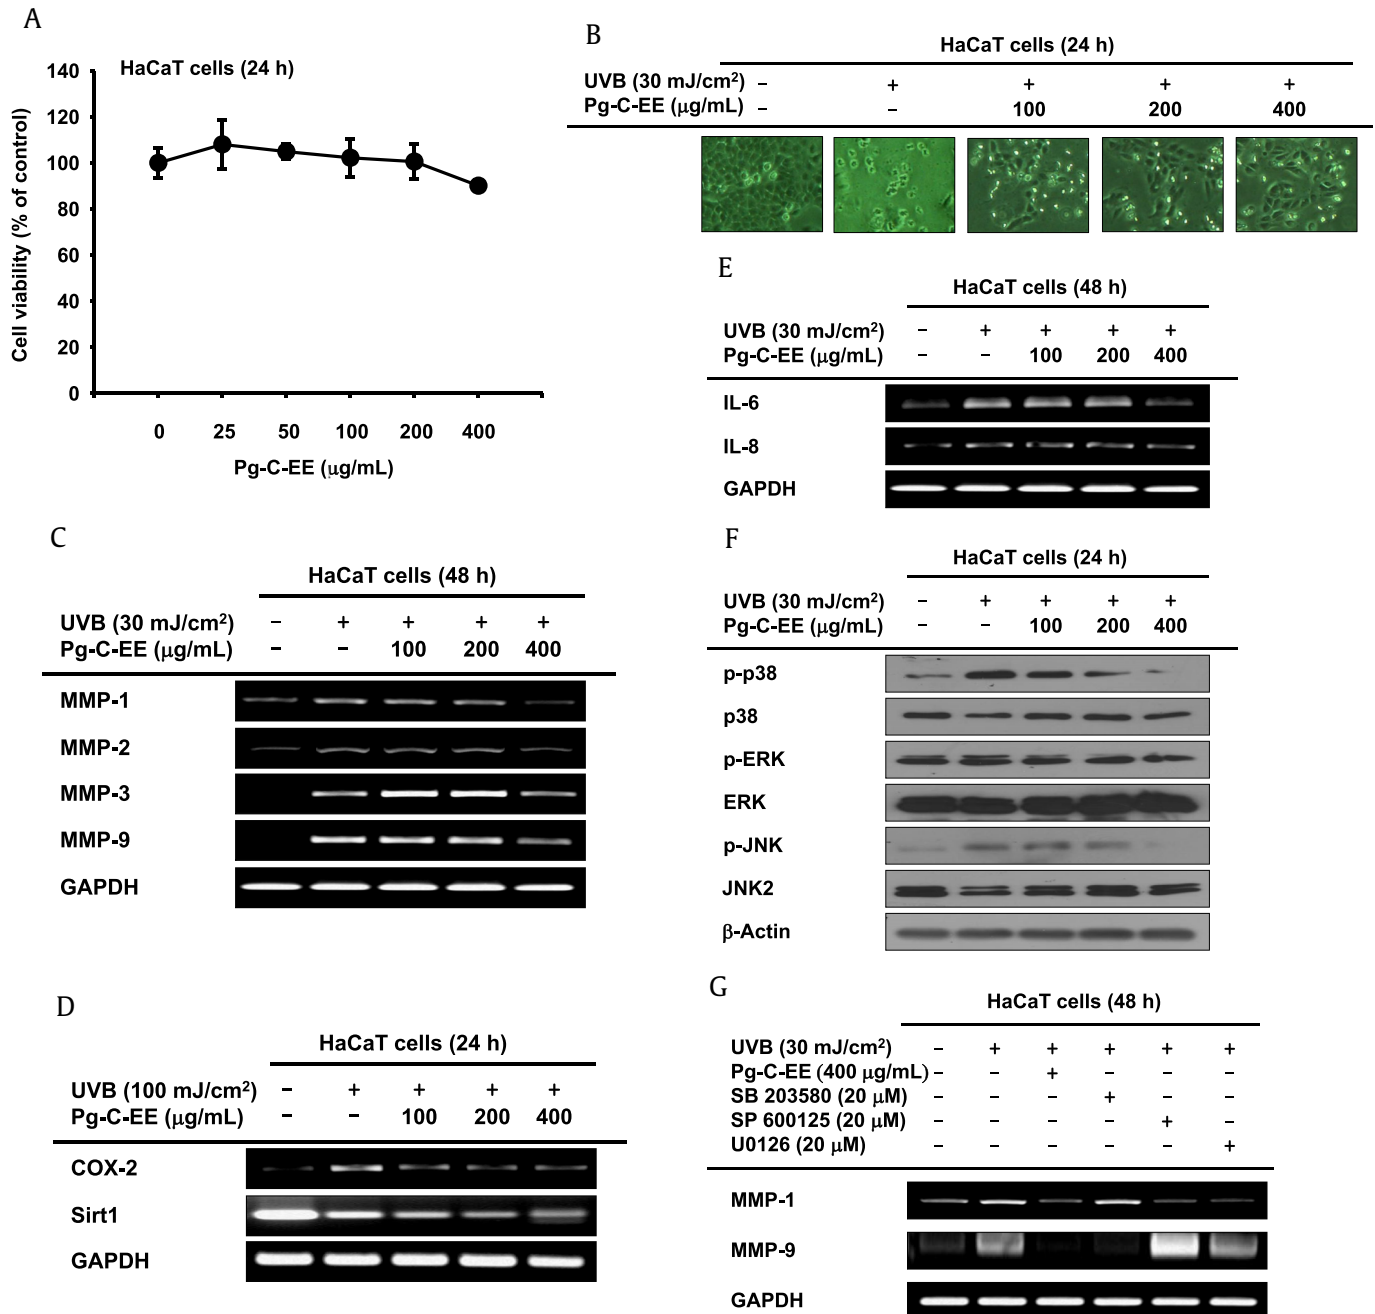 A
HaCaT cells (24 h)
Cell viability (% of control)
140
120
100
80
60
40
20
0
0 25 50 100 200 400
Pg-C-EE (μg/mL)
B
HaCaT cells (24 h)
UVB (30 mJ/cm²) – + + + +
Pg-C-EE (μg/mL) – – 100 200 400
C
HaCaT cells (48 h)
UVB (30 mJ/cm²) – + + + +
Pg-C-EE (μg/mL) – – 100 200 400
MMP-1
MMP-2
MMP-3
MMP-9
GAPDH
D
HaCaT cells (24 h)
UVB (100 mJ/cm²) – + + + +
Pg-C-EE (μg/mL) – – 100 200 400
COX-2
Sirt1
GAPDH
E
HaCaT cells (48 h)
UVB (30 mJ/cm²) – + + + +
Pg-C-EE (μg/mL) – – 100 200 400
IL-6
IL-8
GAPDH
F
HaCaT cells (24 h)
UVB (30 mJ/cm²) – + + + +
Pg-C-EE (μg/mL) – – 100 200 400
p-p38
p38
p-ERK
ERK
p-JNK
JNK2
β-Actin
G
HaCaT cells (48 h)
UVB (30 mJ/cm²) – + + + + +
Pg-C-EE (400 μg/mL) – – + – – –
SB 203580 (20 μM) – – – + – –
SP 600125 (20 μM) – – – – + –
U0126 (20 μM) – – – – – +
MMP-1
MMP-9
GAPDH